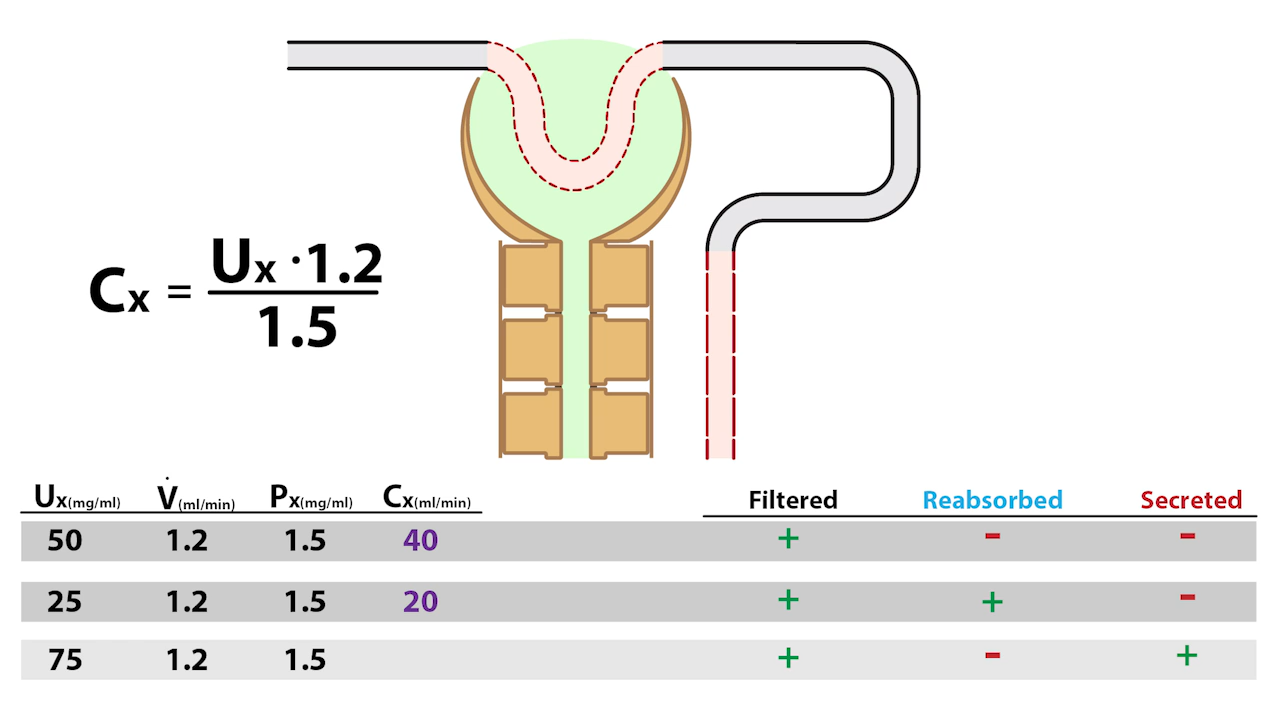 Cx = Ux · 1.2
1.5
Ux(mg/ml) V̇(ml/min) Px(mg/ml) Cx(ml/min) Filtered Reabsorbed Secreted
50 1.2 1.5 40 + - -
25 1.2 1.5 20 + + -
75 1.2 1.5 + - +